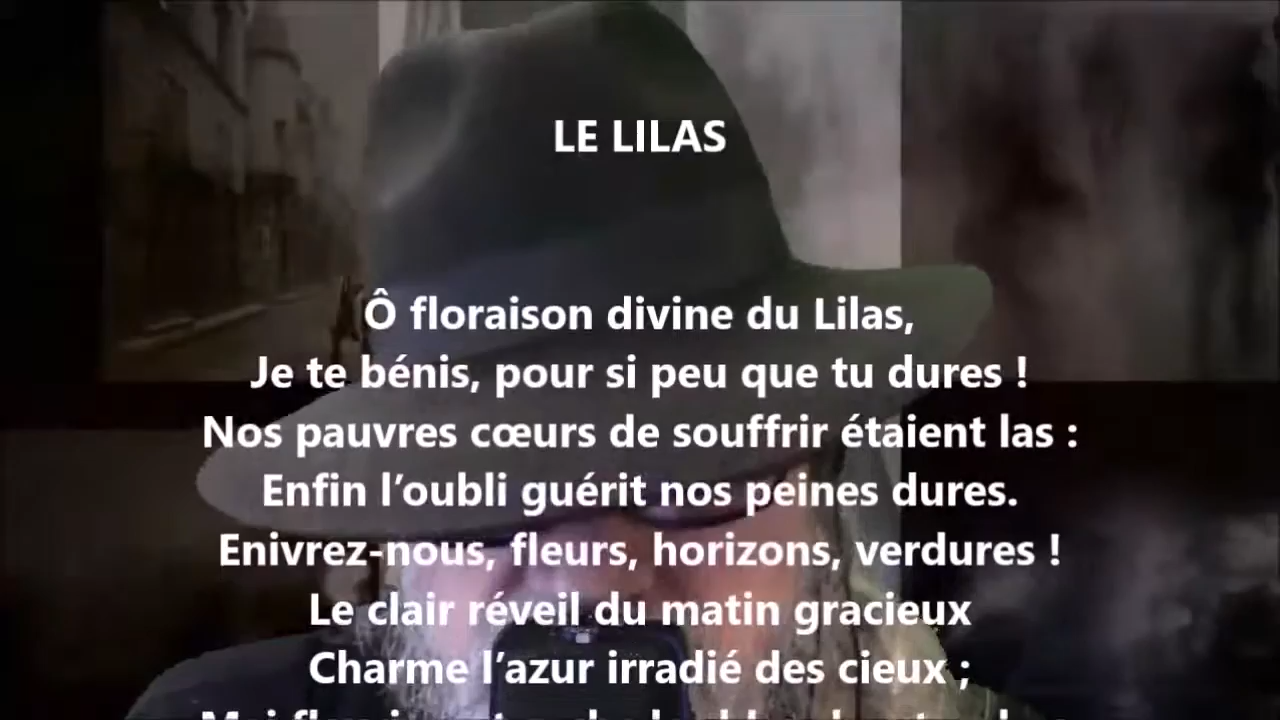 LE LILAS
Ô floraison divine du Lilas,
Je te bénis, pour si peu que tu dures !
Nos pauvres cœurs de souffrir étaient las :
Enfin l’oubli guérit nos peines dures.
Enivrez-nous, fleurs, horizons, verdures !
Le clair réveil du matin gracieux
Charme l’azur irradié des cieux ;